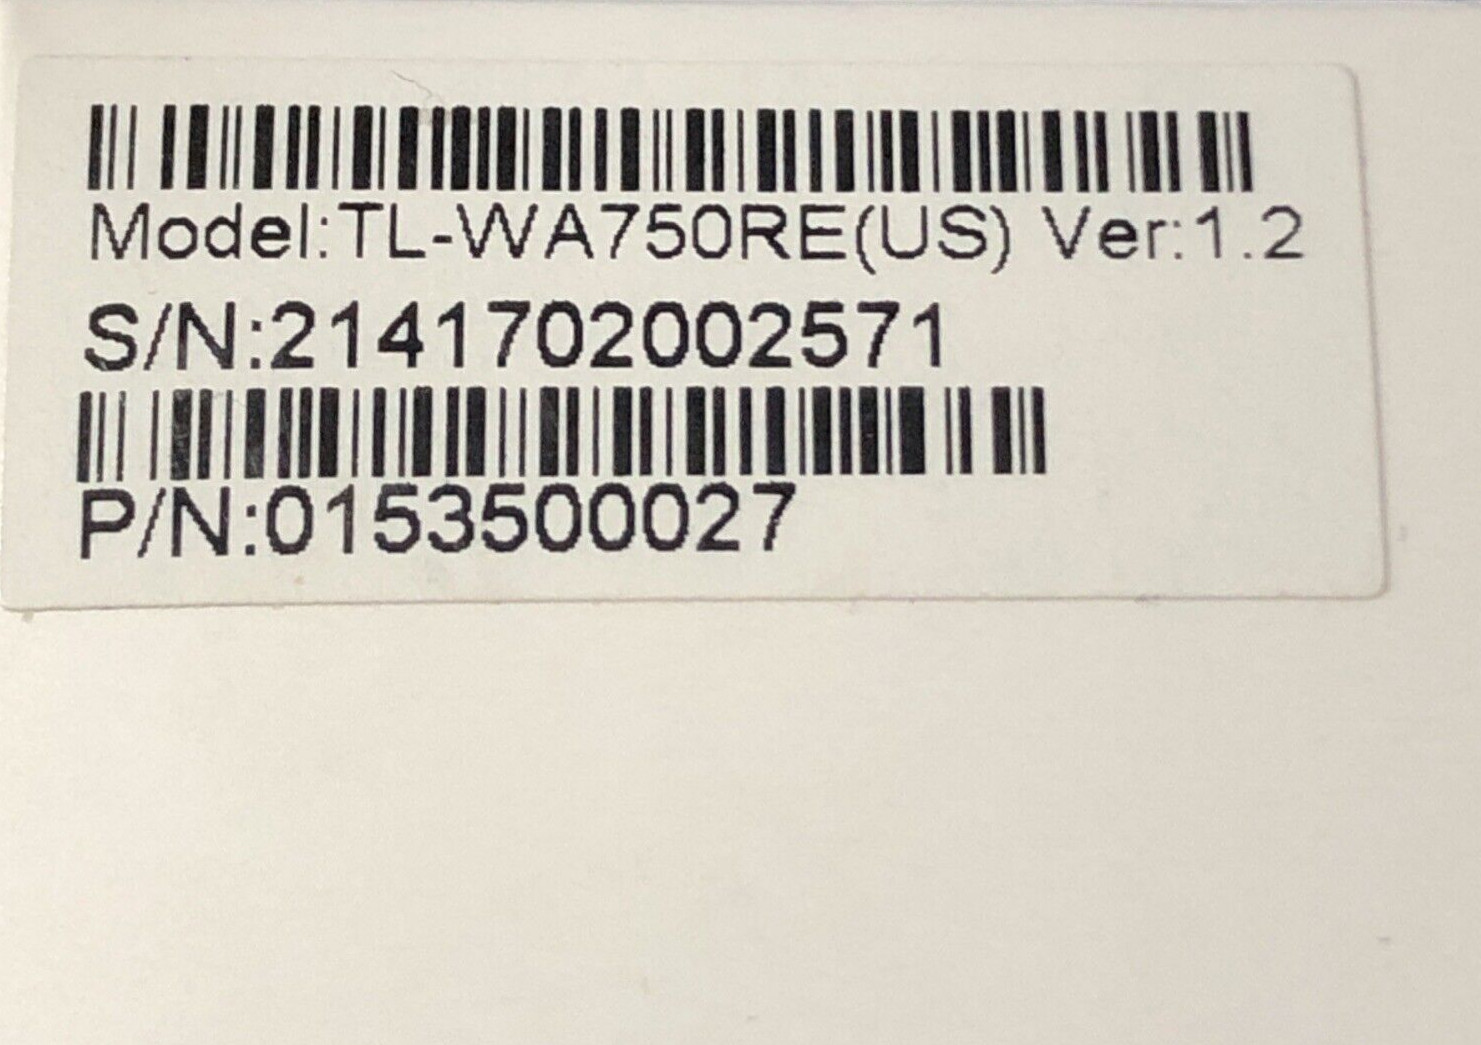 Model:TL-WA750RE(US) Ver:1.2
S/N:2141702002571
P/N:0153500027